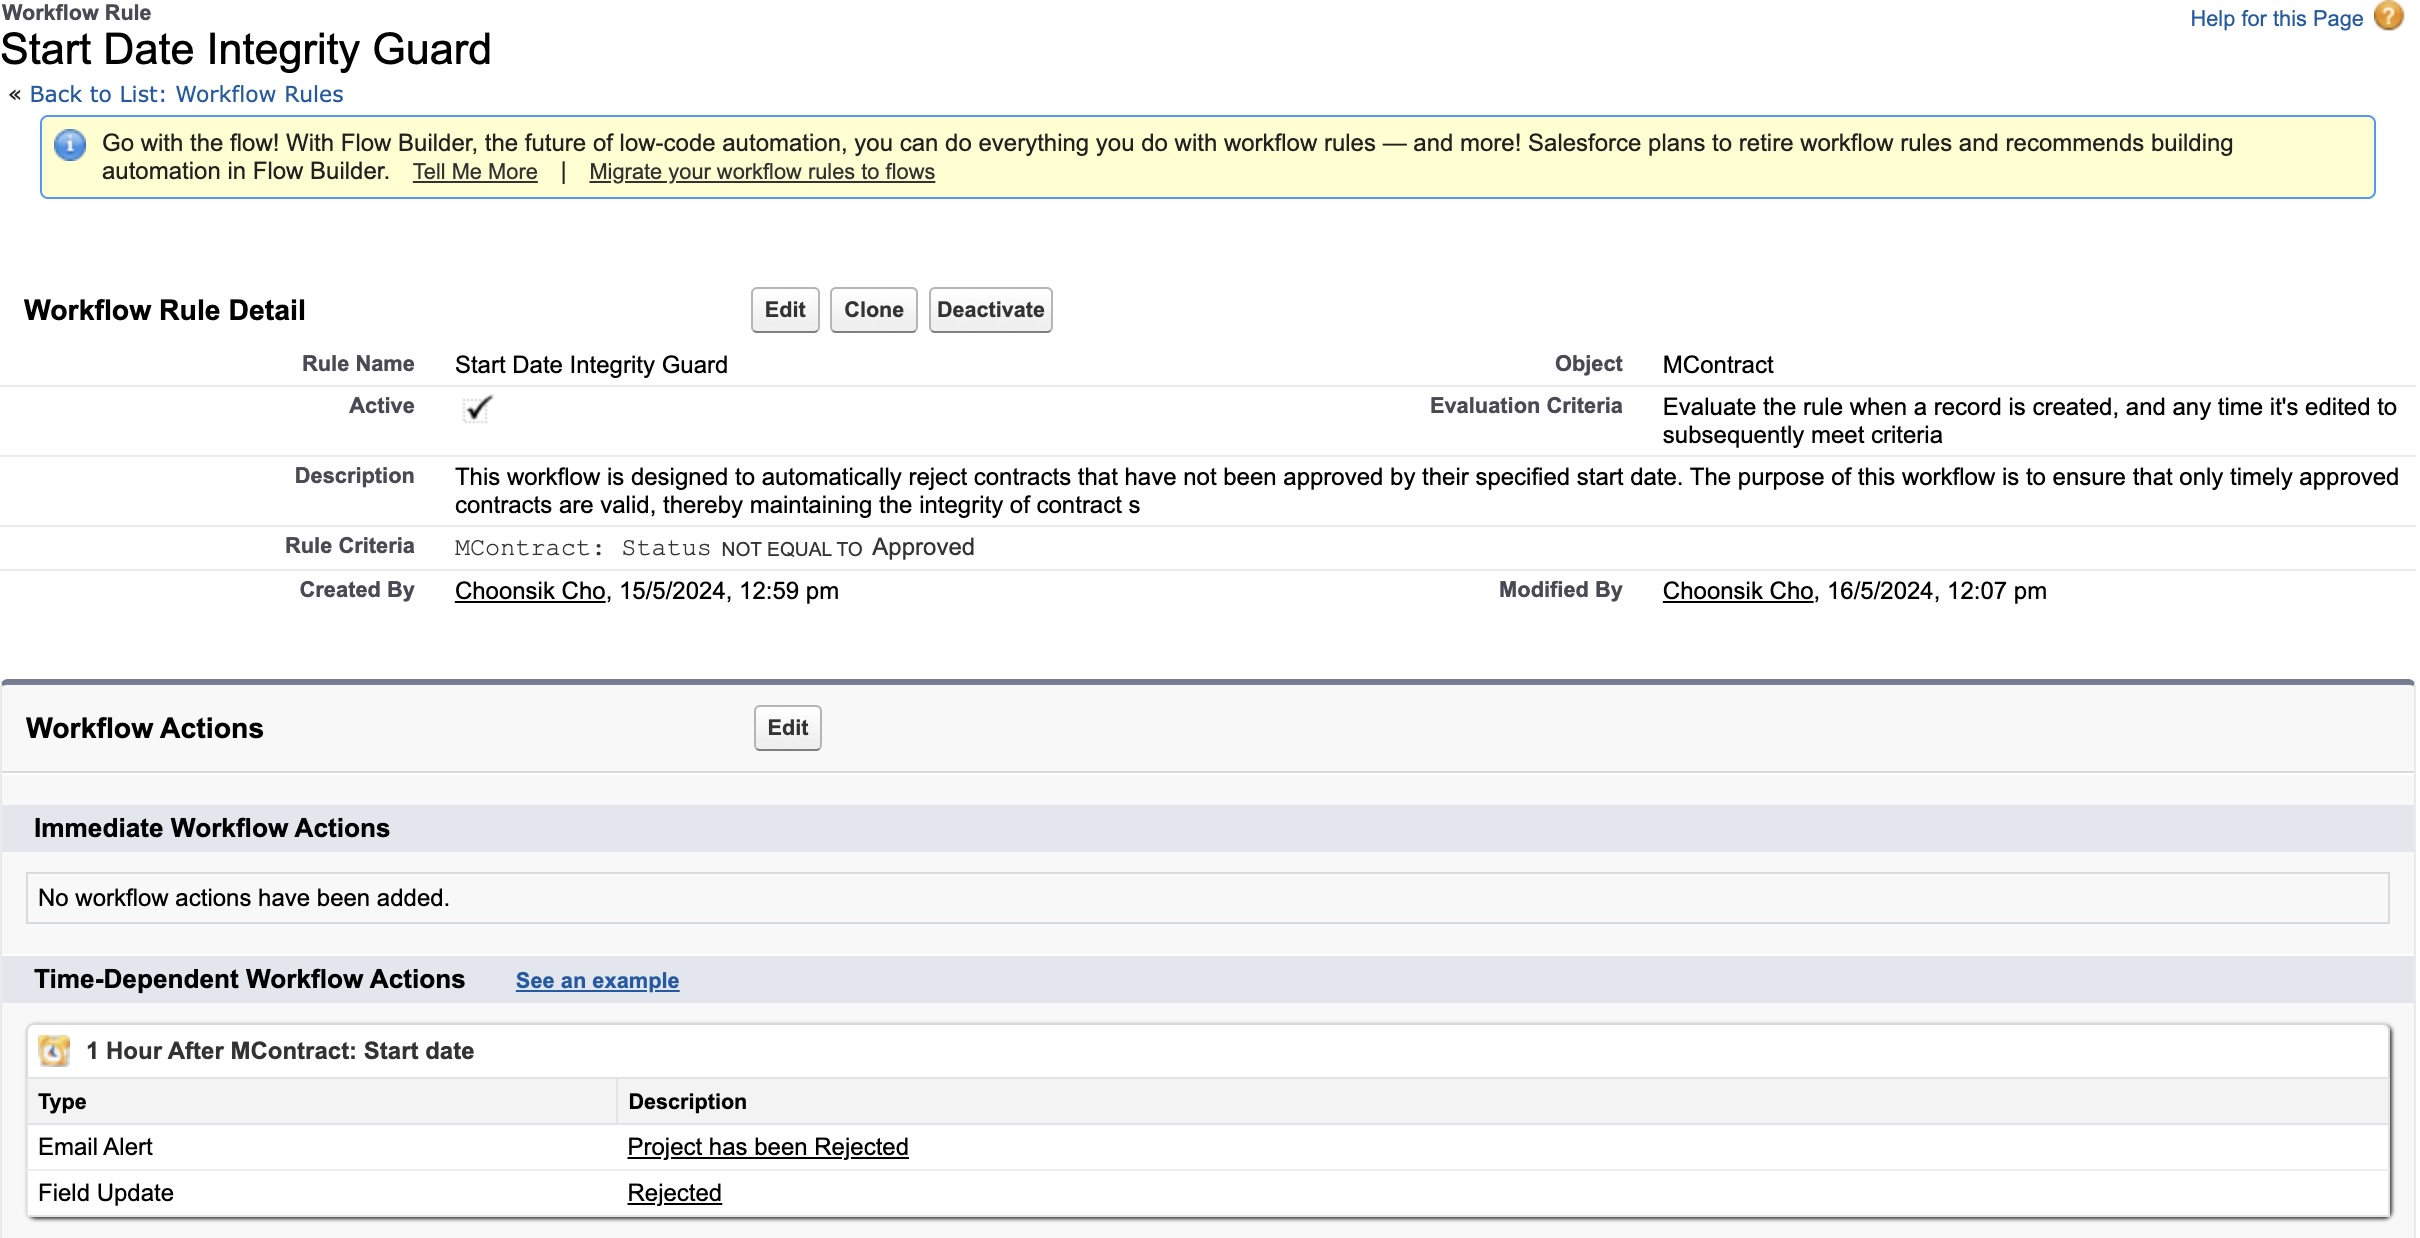 Workflow Rule
Help for this Page ?
Start Date Integrity Guard
« Back to List: Workflow Rules
Go with the flow! With Flow Builder, the future of low-code automation, you can do everything you do with workflow rules — and more! Salesforce plans to retire workflow rules and recommends building
automation in Flow Builder. Tell Me More | Migrate your workflow rules to flows
Workflow Rule Detail
Edit Clone Deactivate
Rule Name Start Date Integrity Guard
Object MContract
Active
Evaluation Criteria Evaluate the rule when a record is created, and any time it's edited to
subsequently meet criteria
Description This workflow is designed to automatically reject contracts that have not been approved by their specified start date. The purpose of this workflow is to ensure that only timely approved
contracts are valid, thereby maintaining the integrity of contract s
Rule Criteria MContract: Status NOT EQUAL TO Approved
Created By Choonsik Cho, 15/5/2024, 12:59 pm
Modified By Choonsik Cho, 16/5/2024, 12:07 pm
Workflow Actions
Edit
Immediate Workflow Actions
No workflow actions have been added.
Time-Dependent Workflow Actions See an example
1 Hour After MContract: Start date
Type Description
Email Alert Project has been Rejected
Field Update Rejected